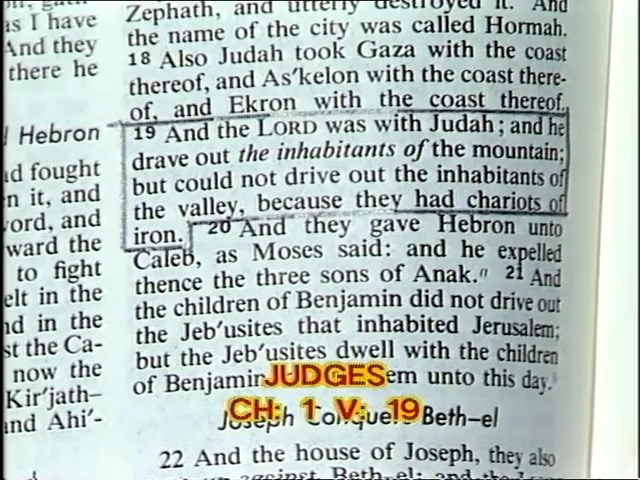 as I have
And they
there he
Hebron
ad fought
n it, and
word, and
ward the
to fight
elt in the
nd in the
st the Ca-
now the
Kir'jath–
and Ahi'-
Zephath, and utterly destroyed it. And
the name of the city was called Hormah.
18 Also Judah took Gaza with the coast
thereof, and As'kelon with the coast there-
of, and Ekron with the coast thereof.
19 And the LORD was with Judah; and he
drave out the inhabitants of the mountain;
but could not drive out the inhabitants of
the valley, because they had chariots of
iron. 20 And they gave Hebron unto
Caleb, as Moses said: and he expelled
thence the three sons of Anak." 21 And
the children of Benjamin did not drive out
the Jeb'usites that inhabited Jerusalem;
but the Jeb'usites dwell with the children
of Benjamin em unto this day.
JUDGES
CH: 1 V: 19
Joseph Conquers Beth–el
22 And the house of Joseph, they also
against Beth–el: and the